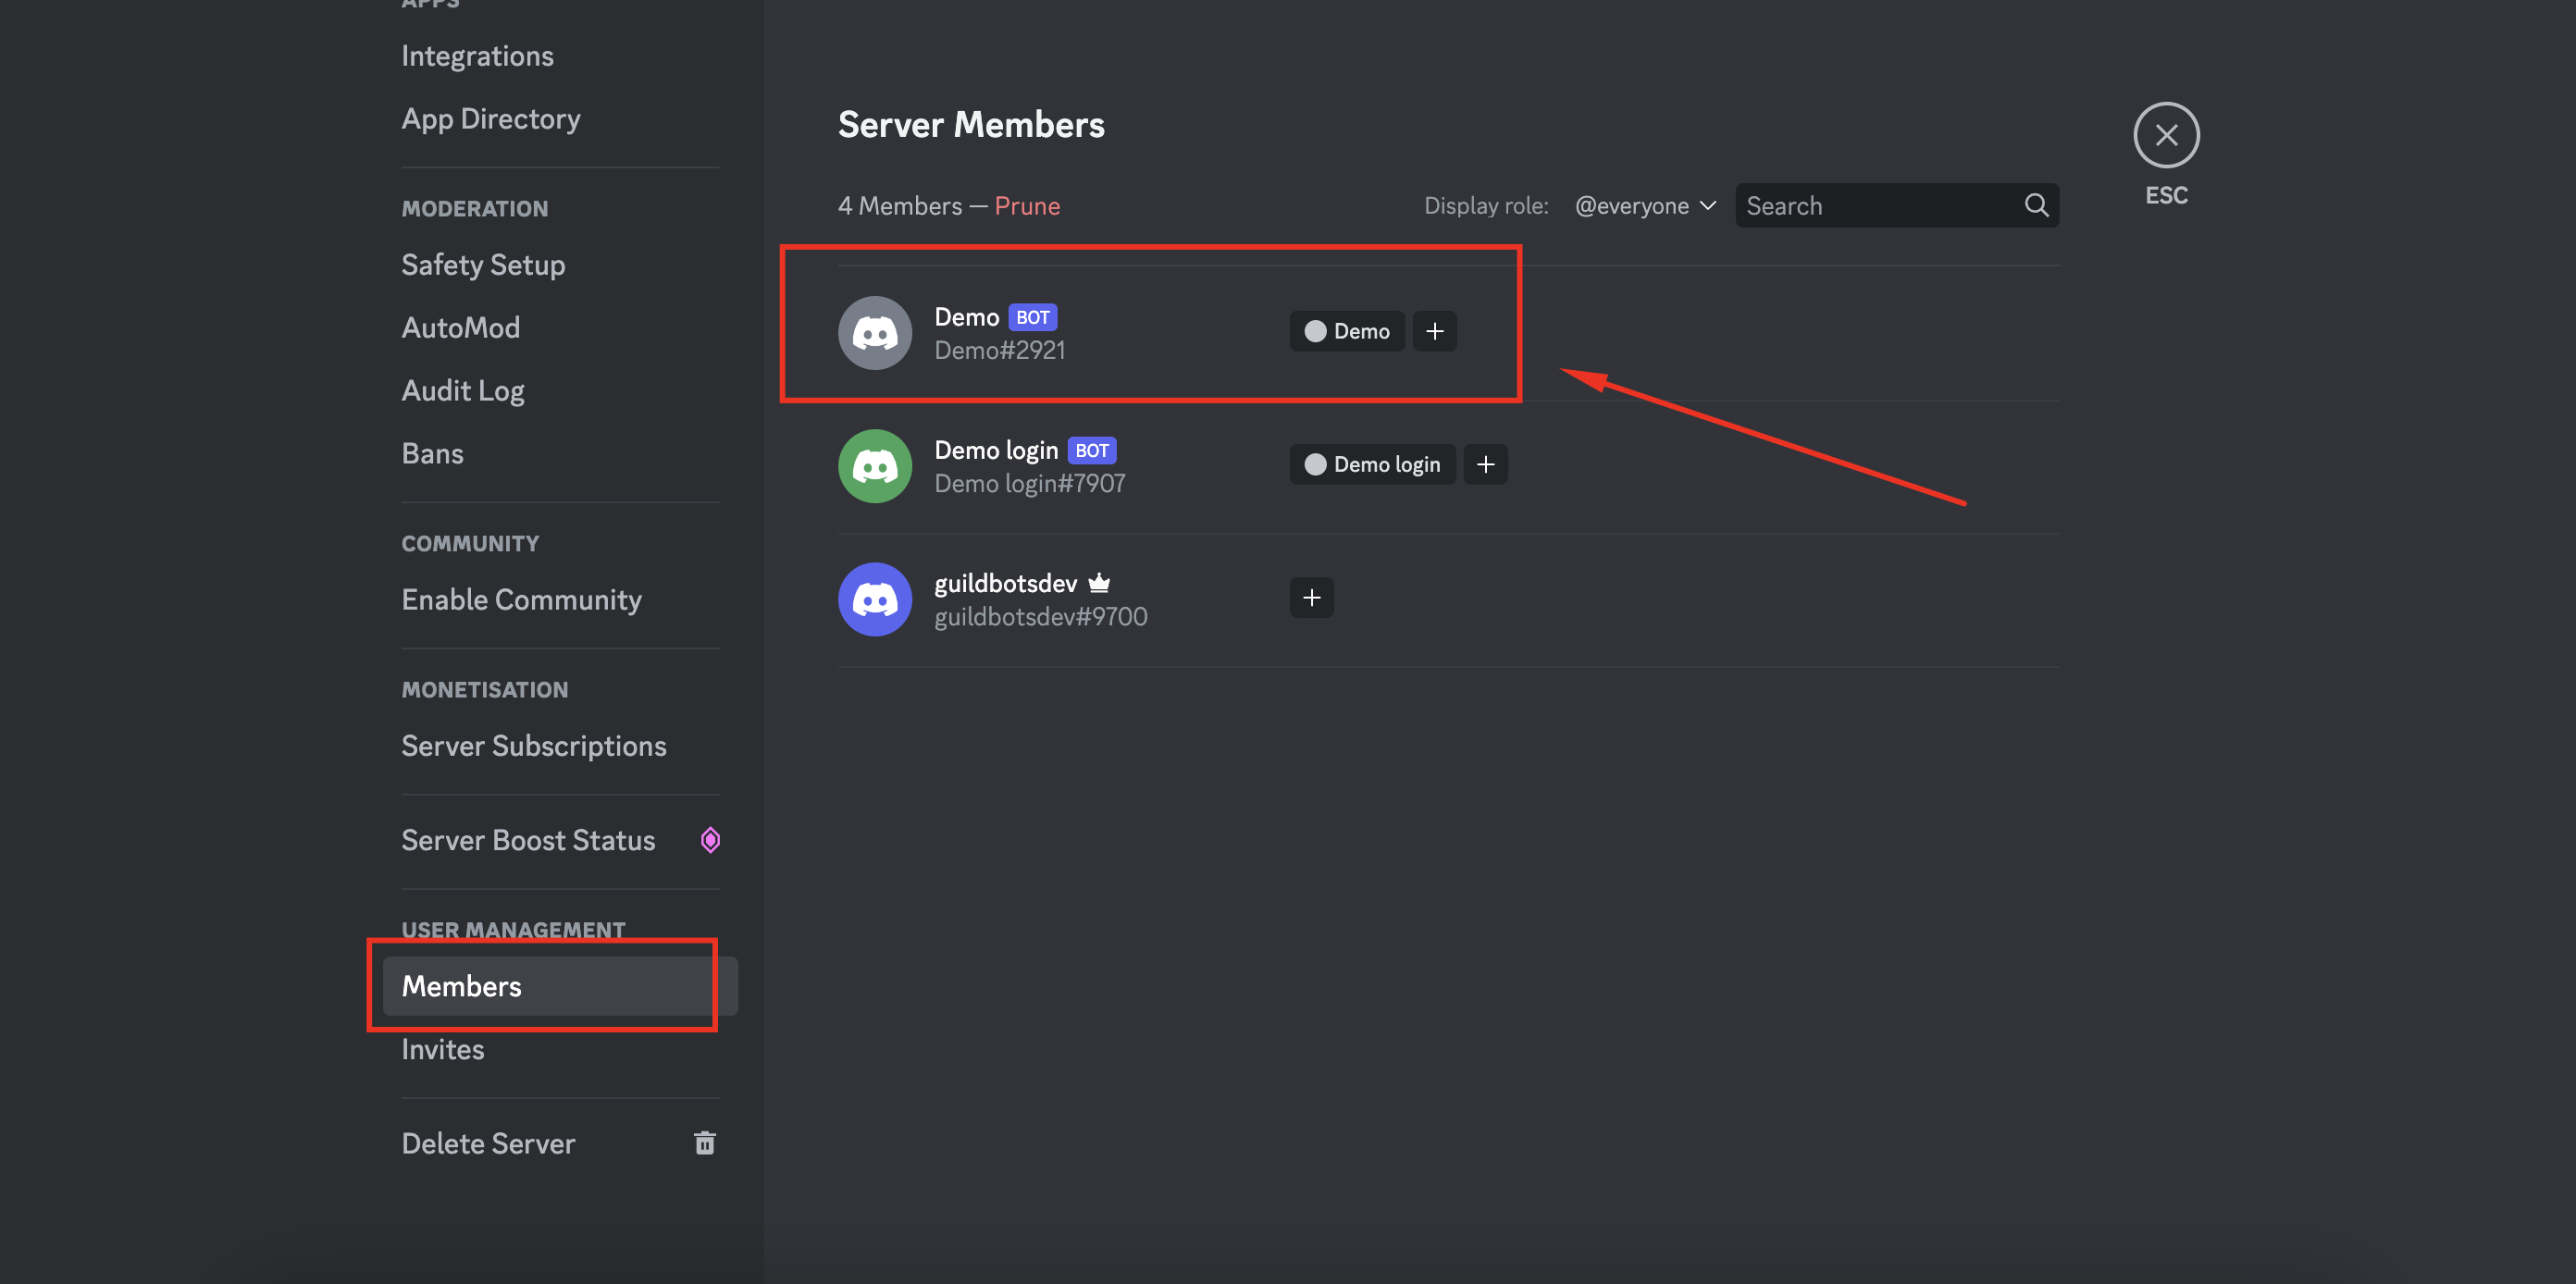 APPS
Integrations
App Directory
MODERATION
Safety Setup
AutoMod
Audit Log
Bans
COMMUNITY
Enable Community
MONETISATION
Server Subscriptions
Server Boost Status
USER MANAGEMENT
Members
Invites
Delete Server
Server Members
4 Members — Prune
Display role: @everyone
Search
ESC
Demo BOT
Demo#2921
Demo
Demo login BOT
Demo login#7907
Demo login
guildbotsdev
guildbotsdev#9700